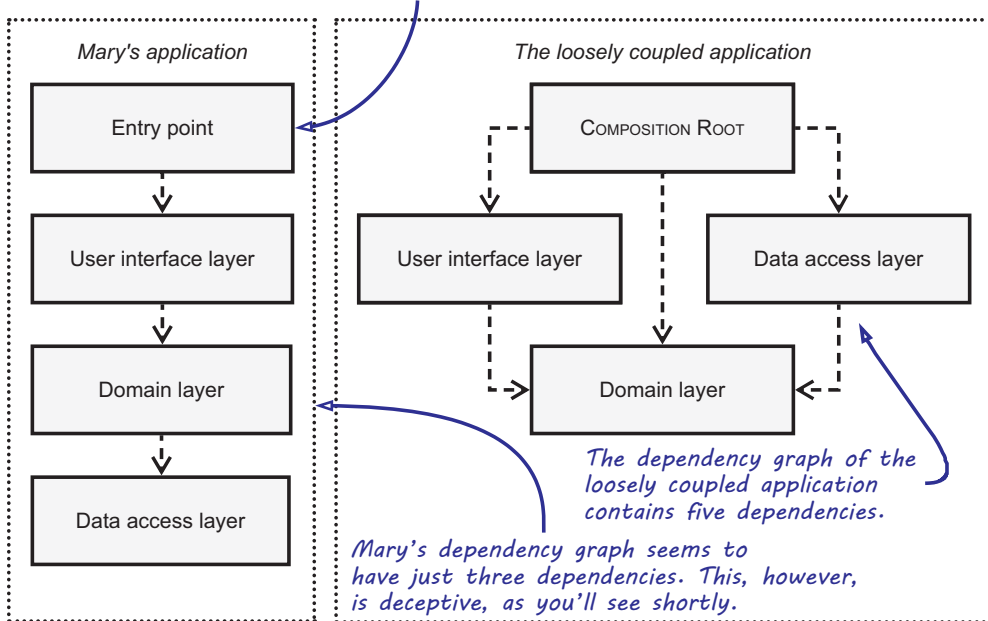 Mary's application
Entry point
User interface layer
Domain layer
Data access layer
The loosely coupled application
COMPOSITION ROOT
User interface layer
Data access layer
Domain layer
The dependency graph of the
loosely coupled application
contains five dependencies.
Mary's dependency graph seems to
have just three dependencies. This, however,
is deceptive, as you'll see shortly.